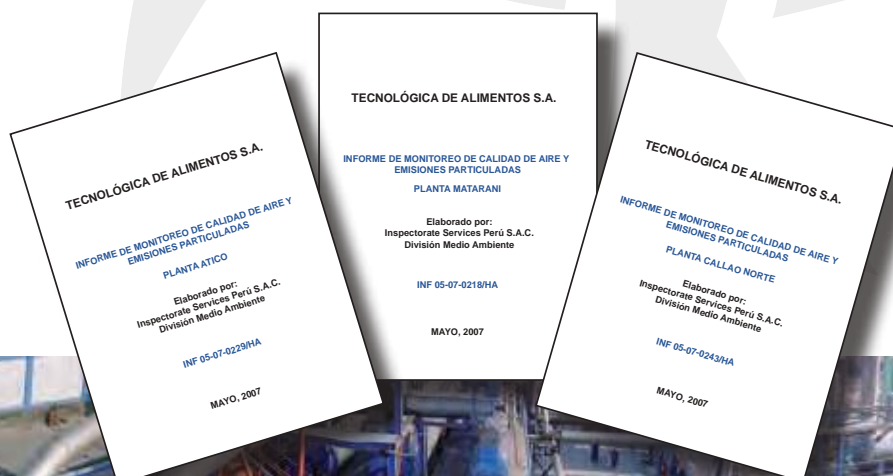 TECNOLÓGICA DE ALIMENTOS S.A.
INFORME DE MONITOREO DE CALIDAD DE AIRE Y
EMISIONES PARTICULADAS
PLANTA ATICO
Elaborado por:
Inspectorate Services Perú S.A.C.
División Medio Ambiente
INF 05-07-0229/HA
MAYO, 2007
TECNOLÓGICA DE ALIMENTOS S.A.
INFORME DE MONITOREO DE CALIDAD DE AIRE Y
EMISIONES PARTICULADAS
PLANTA MATARANI
Elaborado por:
Inspectorate Services Perú S.A.C.
División Medio Ambiente
INF 05-07-0218/HA
MAYO, 2007
TECNOLÓGICA DE ALIMENTOS S.A.
INFORME DE MONITOREO DE CALIDAD DE AIRE Y
EMISIONES PARTICULADAS
PLANTA CALLAO NORTE
Elaborado por:
Inspectorate Services Perú S.A.C.
División Medio Ambiente
INF 05-07-0243/HA
MAYO, 2007